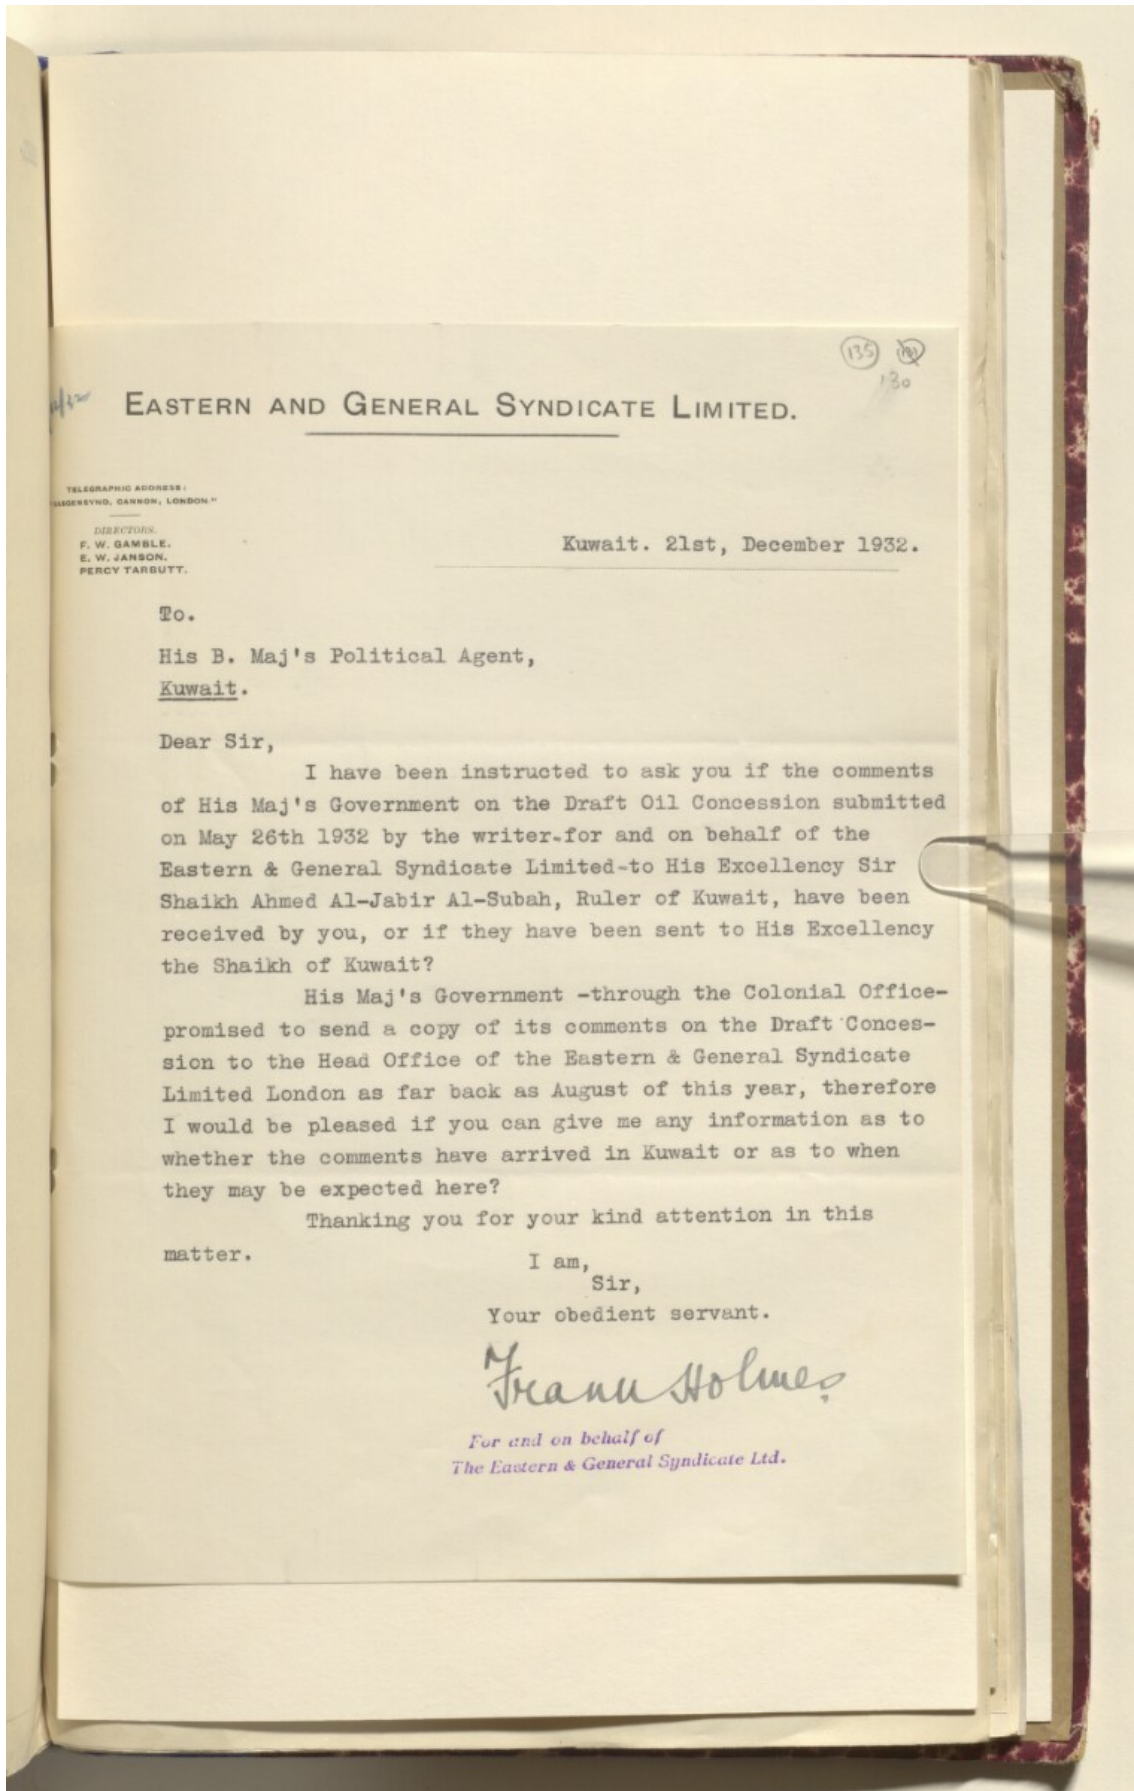 135
130
EASTERN AND GENERAL SYNDICATE LIMITED.
TELEGRAPHIC ADDRESS:
CANNON, LONDON."
DIRECTORS.
F. W. GAMBLE.
E. W. JANSON.
PERCY TARBUTT.
Kuwait. 21st, December 1932.
To.
His B. Maj's Political Agent,
Kuwait.
Dear Sir,
I have been instructed to ask you if the comments
of His Maj's Government on the Draft Oil Concession submitted
on May 26th 1932 by the writer-for and on behalf of the
Eastern & General Syndicate Limited-to His Excellency Sir
Shaikh Ahmed Al-Jabir Al-Subah, Ruler of Kuwait, have been
received by you, or if they have been sent to His Excellency
the Shaikh of Kuwait?
His Maj's Government -through the Colonial Office-
promised to send a copy of its comments on the Draft Conces-
sion to the Head Office of the Eastern & General Syndicate
Limited London as far back as August of this year, therefore
I would be pleased if you can give me any information as to
whether the comments have arrived in Kuwait or as to when
they may be expected here?
Thanking you for your kind attention in this
matter.
I am,
Sir,
Your obedient servant.
Frank Holmes
For and on behalf of
The Eastern & General Syndicate Ltd.